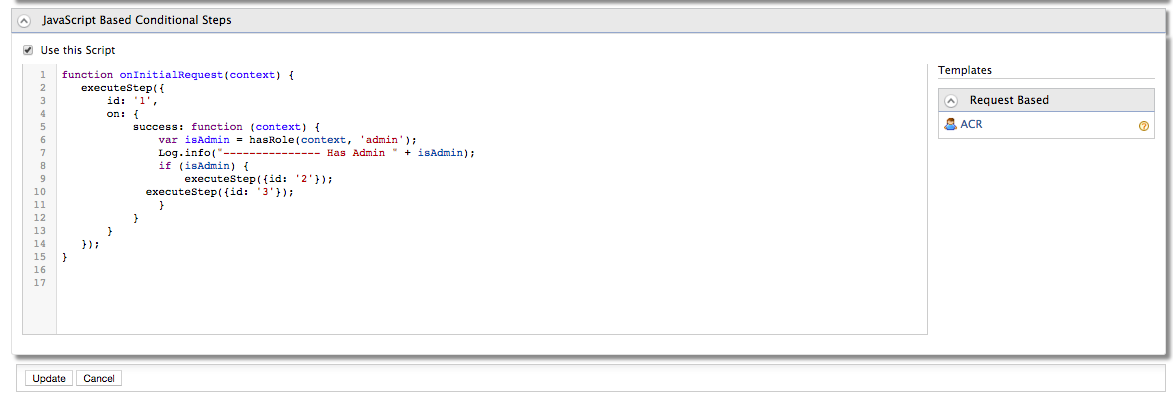 JavaScript Based Conditional Steps
Use this Script
Templates
Request Based
ACR
1 function onInitialRequest(context) {
2 executeStep({
3 id: '1',
4 on: {
5 success: function (context) {
6 var isAdmin = hasRole(context, 'admin');
7 Log.info("--------------- Has Admin " + isAdmin);
8 if (isAdmin) {
9 executeStep({id: '2'});
10 executeStep({id: '3'});
11 }
12 }
13 }
14 });
15 }
16
17
Update Cancel